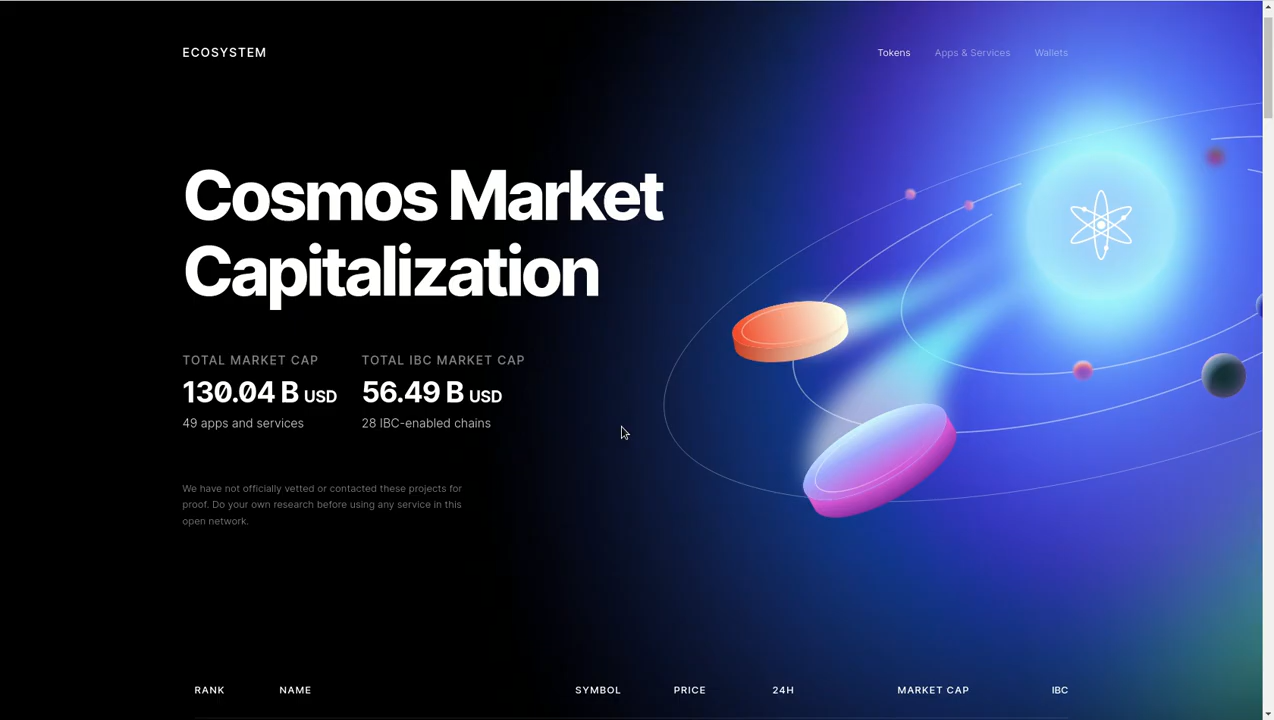 ECOSYSTEM
Tokens Apps & Services Wallets
Cosmos Market
Capitalization
TOTAL MARKET CAP TOTAL IBC MARKET CAP
130.04 B USD 56.49 B USD
49 apps and services 28 IBC-enabled chains
We have not officially vetted or contacted these projects for
proof. Do your own research before using any service in this
open network.
RANK NAME SYMBOL PRICE 24H MARKET CAP IBC